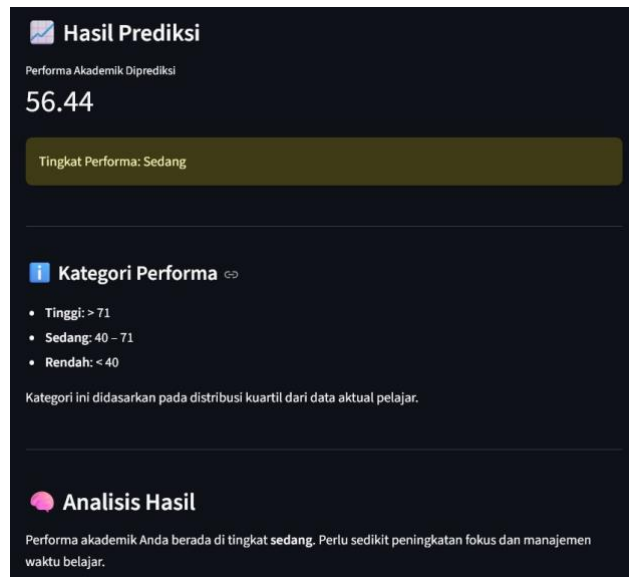 Hasil Prediksi
Performa Akademik Diprediksi
56.44
Tingkat Performa: Sedang
Kategori Performa
• Tinggi: > 71
• Sedang: 40 – 71
• Rendah: < 40
Kategori ini didasarkan pada distribusi kuartil dari data aktual pelajar.
Analisis Hasil
Performa akademik Anda berada di tingkat sedang. Perlu sedikit peningkatan fokus dan manajemen
waktu belajar.